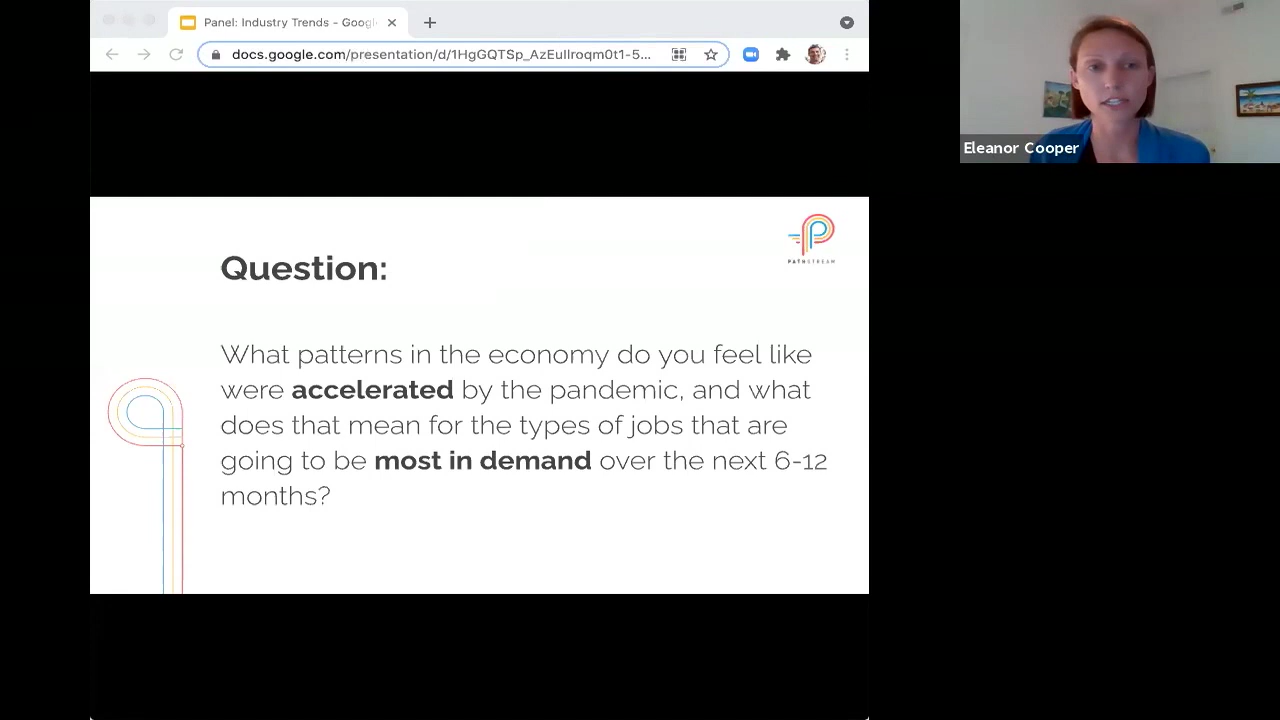 Panel: Industry Trends - Googl
docs.google.com/presentation/d/1HgGQTSp_AzEuIlroqm0t1-5...
Eleanor Cooper
PATHSTREAM
Question:
What patterns in the economy do you feel like
were accelerated by the pandemic, and what
does that mean for the types of jobs that are
going to be most in demand over the next 6-12
months?